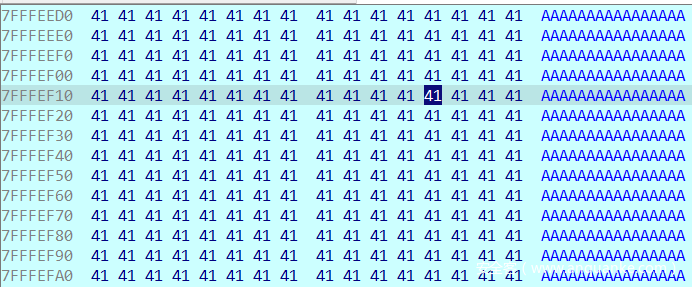 7FFFEED0 41 41 41 41 41 41 41 41 41 41 41 41 41 41 41 41 AAAAAAAAAAAAAAAA
7FFFEEE0 41 41 41 41 41 41 41 41 41 41 41 41 41 41 41 41 AAAAAAAAAAAAAAAA
7FFFEEF0 41 41 41 41 41 41 41 41 41 41 41 41 41 41 41 41 AAAAAAAAAAAAAAAA
7FFFEF00 41 41 41 41 41 41 41 41 41 41 41 41 41 41 41 41 AAAAAAAAAAAAAAAA
7FFFEF10 41 41 41 41 41 41 41 41 41 41 41 41 41 41 41 41 AAAAAAAAAAAAAAAA
7FFFEF20 41 41 41 41 41 41 41 41 41 41 41 41 41 41 41 41 AAAAAAAAAAAAAAAA
7FFFEF30 41 41 41 41 41 41 41 41 41 41 41 41 41 41 41 41 AAAAAAAAAAAAAAAA
7FFFEF40 41 41 41 41 41 41 41 41 41 41 41 41 41 41 41 41 AAAAAAAAAAAAAAAA
7FFFEF50 41 41 41 41 41 41 41 41 41 41 41 41 41 41 41 41 AAAAAAAAAAAAAAAA
7FFFEF60 41 41 41 41 41 41 41 41 41 41 41 41 41 41 41 41 AAAAAAAAAAAAAAAA
7FFFEF70 41 41 41 41 41 41 41 41 41 41 41 41 41 41 41 41 AAAAAAAAAAAAAAAA
7FFFEF80 41 41 41 41 41 41 41 41 41 41 41 41 41 41 41 41 AAAAAAAAAAAAAAAA
7FFFEF90 41 41 41 41 41 41 41 41 41 41 41 41 41 41 41 41 AAAAAAAAAAAAAAAA
7FFFEFA0 41 41 41 41 41 41 41 41 41 41 41 41 41 41 41 41 AAAAAAAAAAAAAAAA